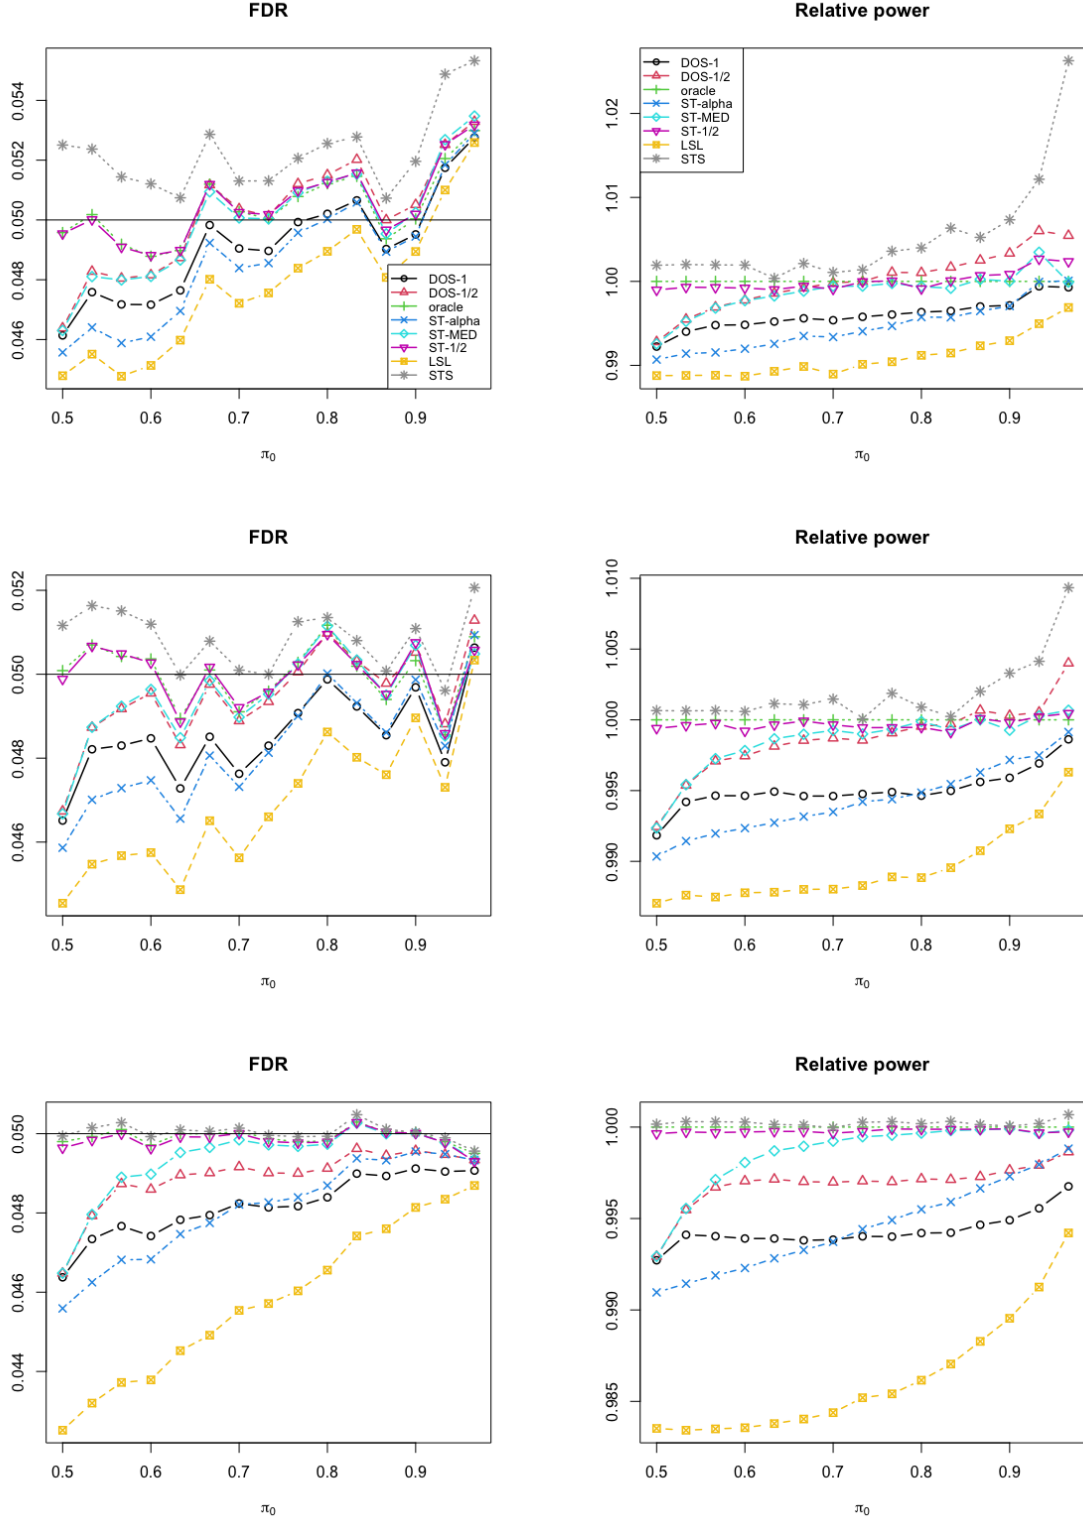 FDR
0.046 0.048 0.050 0.052 0.054
DOS-1
DOS-1/2
oracle
ST-alpha
ST-MED
ST-1/2
LSL
STS
0.5 0.6 0.7 0.8 0.9
π0
Relative power
0.99 1.00 1.01 1.02
DOS-1
DOS-1/2
oracle
ST-alpha
ST-MED
ST-1/2
LSL
STS
0.5 0.6 0.7 0.8 0.9
π0
FDR
0.046 0.048 0.050 0.052
0.5 0.6 0.7 0.8 0.9
π0
Relative power
0.990 0.995 1.000 1.005 1.010
0.5 0.6 0.7 0.8 0.9
π0
FDR
0.044 0.046 0.048 0.050
0.5 0.6 0.7 0.8 0.9
π0
Relative power
0.985 0.990 0.995 1.000
0.5 0.6 0.7 0.8 0.9
π0